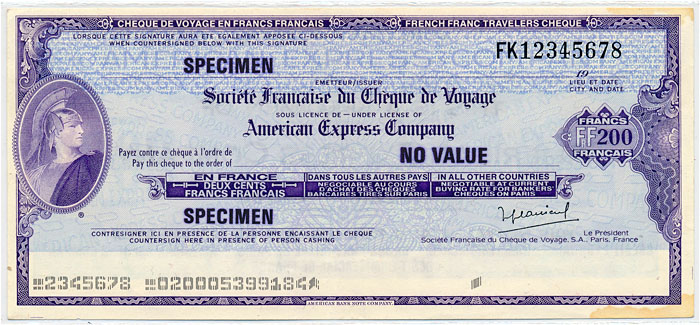 CHEQUE DE VOYAGE EN FRANCS FRANCAIS FRENCH FRANC TRAVELERS CHEQUE
LORSQUE CETTE SIGNATURE AURA ETE EGALEMENT APPOSEE CI-DESSOUS
WHEN COUNTERSIGNED BELOW WITH THIS SIGNATURE
FK12345678
SPECIMEN
19
EMETTEUR/ISSUER
LIEU ET DATE
CITY AND DATE
Société Française du Chèque de Voyage
SOUS LICENCE DE — UNDER LICENSE OF
American Express Company
FRANCS
FF200
FRANCAIS
Payez contre ce chèque à l'ordre de
Pay this cheque to the order of
NO VALUE
EN FRANCE
DEUX CENTS
FRANCS FRANCAIS
DANS TOUS LES AUTRES PAYS
NEGOCIABLE AU COURS
D'ACHAT DES CHEQUES
BANCAIRES TIRES SUR PARIS
IN ALL OTHER COUNTRIES
NEGOTIABLE AT CURRENT
BUYING RATE FOR BANKERS'
CHEQUES ON PARIS
SPECIMEN
®
CONTRESIGNER ICI EN PRESENCE DE LA PERSONNE ENCAISSANT LE CHEQUE
COUNTERSIGN HERE IN PRESENCE OF PERSON CASHING
Le Président
Société Française du Chèque de Voyage. S.A., Paris, France
2345678 020005399184
AMERICAN BANK NOTE COMPANY